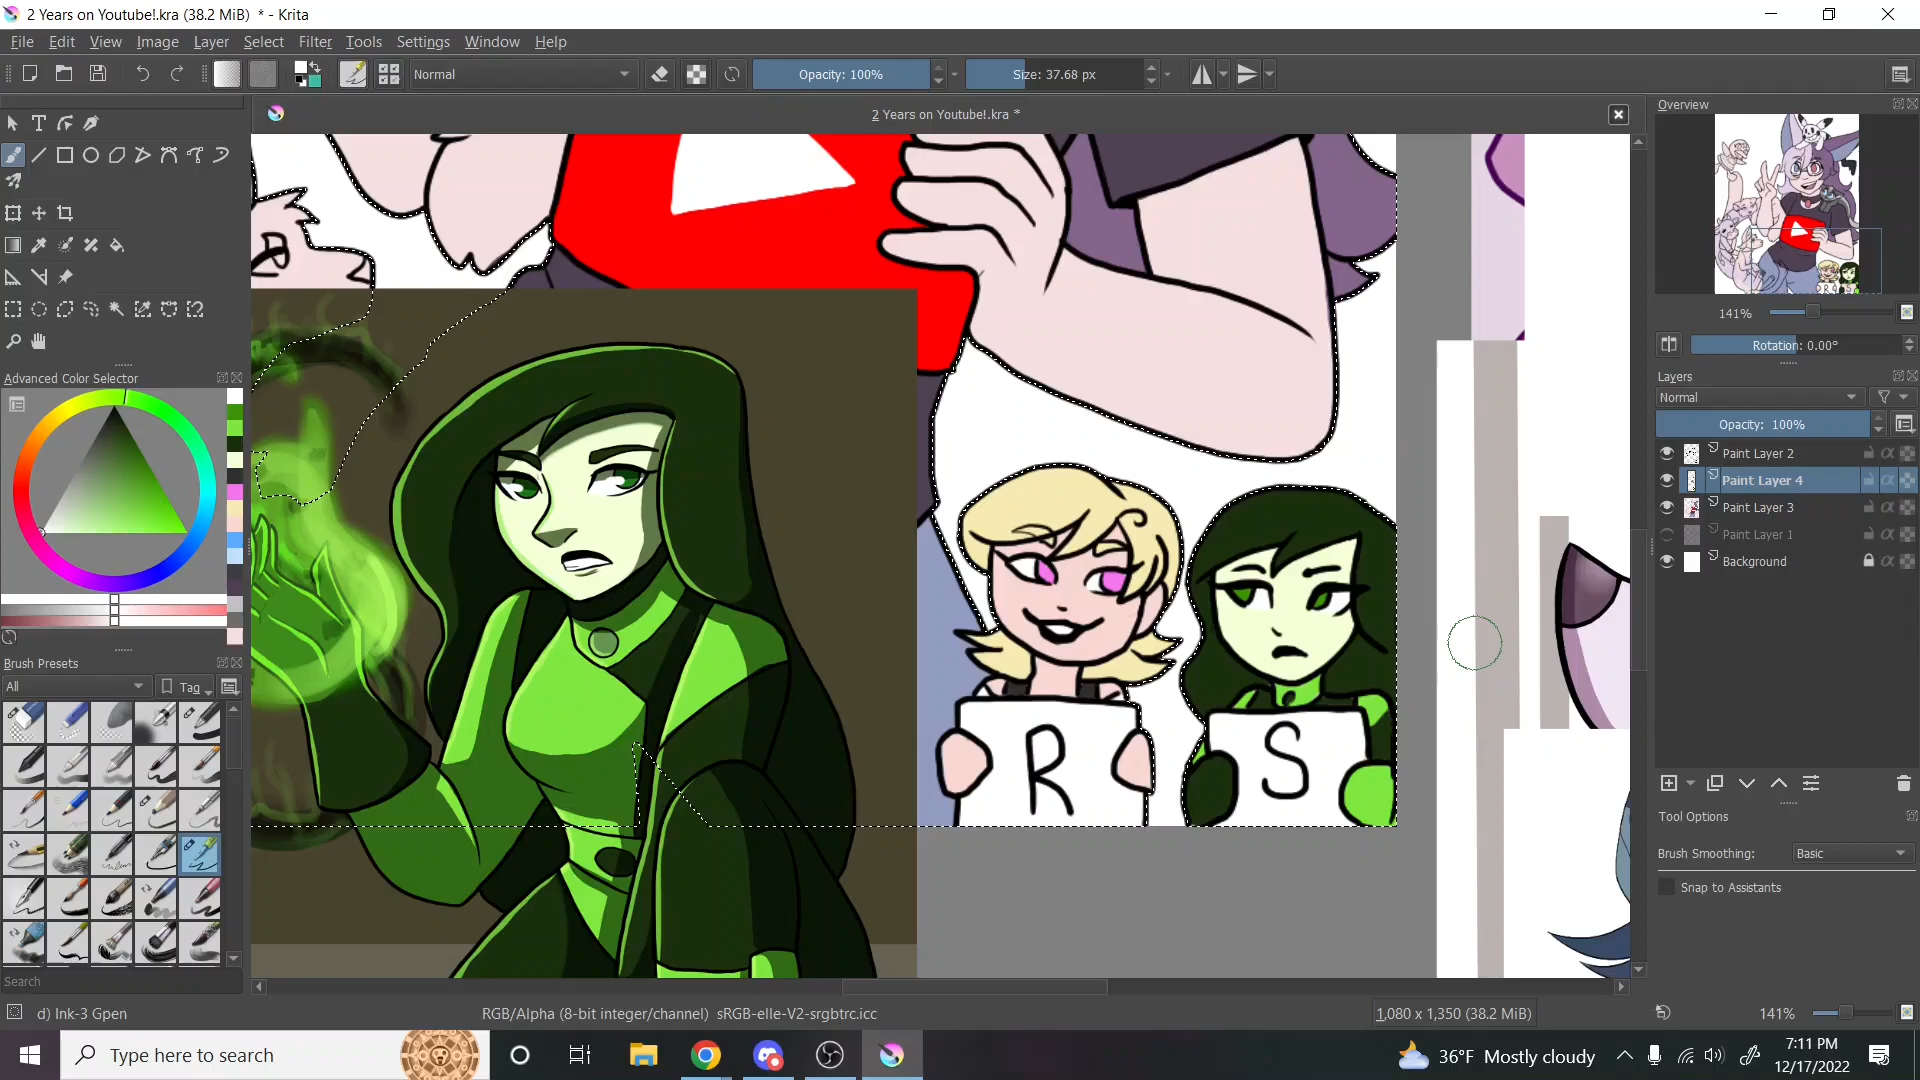 2 Years on Youtube!.kra (38.2 MiB) * - Krita
File Edit View Image Layer Select Filter Tools Settings Window Help
Normal
Opacity: 100%
Size: 37.68 px
2 Years on Youtube!.kra *
Overview
141%
Rotation: 0.00°
Advanced Color Selector
Layers
Normal
Opacity: 100%
Paint Layer 2
Paint Layer 4
Paint Layer 3
Paint Layer 1
Background
R
S
Brush Presets
All
Tag
Tool Options
Brush Smoothing: Basic
Snap to Assistants
Search
d) Ink-3 Gpen
RGB/Alpha (8-bit integer/channel) sRGB-elle-V2-srgbtrc.icc
1,080 x 1,350 (38.2 MiB)
141%
Type here to search
36°F Mostly cloudy
7:11 PM
12/17/2022